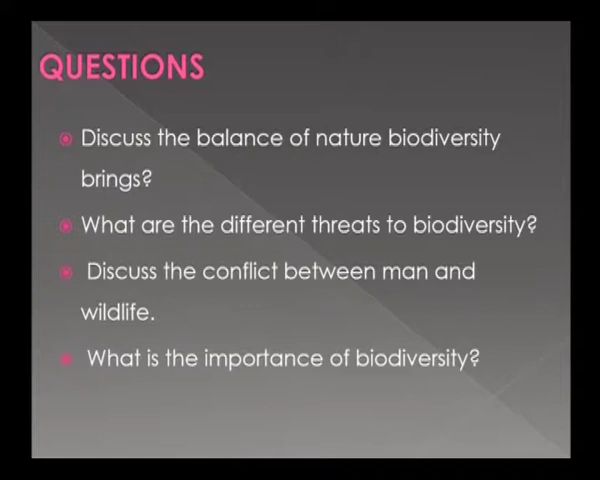 QUESTIONS
Discuss the balance of nature biodiversity
brings?
What are the different threats to biodiversity?
Discuss the conflict between man and
wildlife.
What is the importance of biodiversity?